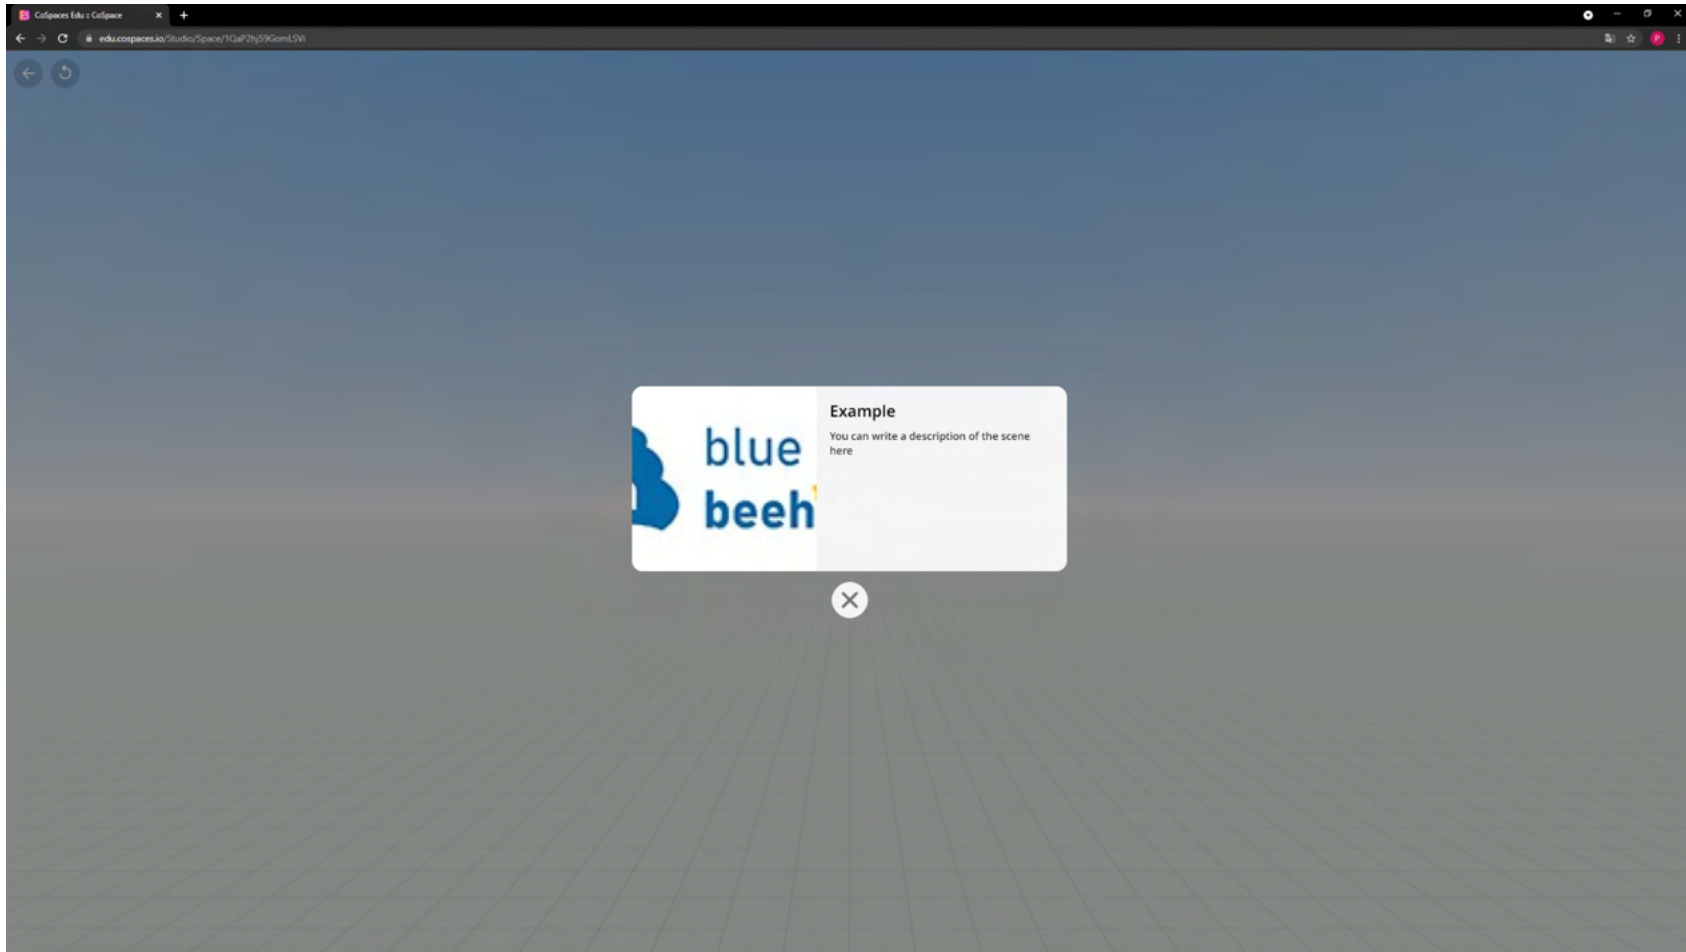 CoSpaces Edu :: CoSpace
edu.cospaces.io/Studio/Space/1QaP2hj59GomLSVi
P
blue
beeh
Example
You can write a description of the scene
here